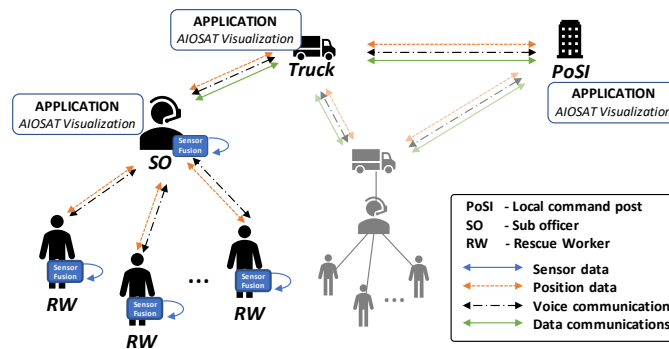 APPLICATION
AIOSAT Visualization
Truck
PoSI
APPLICATION
AIOSAT Visualization
APPLICATION
AIOSAT Visualization
Sensor
Fusion
SO
Sensor
Fusion
RW
Sensor
Fusion
RW
...
Sensor
Fusion
RW
...
PoSI - Local command post
SO - Sub officer
RW - Rescue Worker
Sensor data
Position data
Voice communication
Data communications